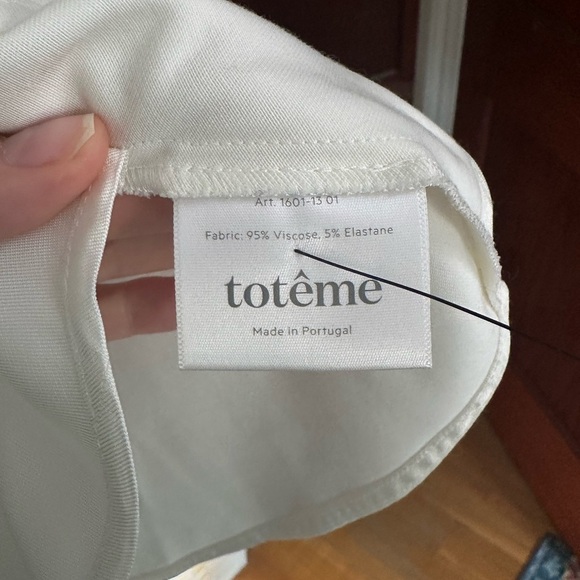 Art. 1601-13 01
Fabric: 95% Viscose, 5% Elastane
totême
Made in Portugal